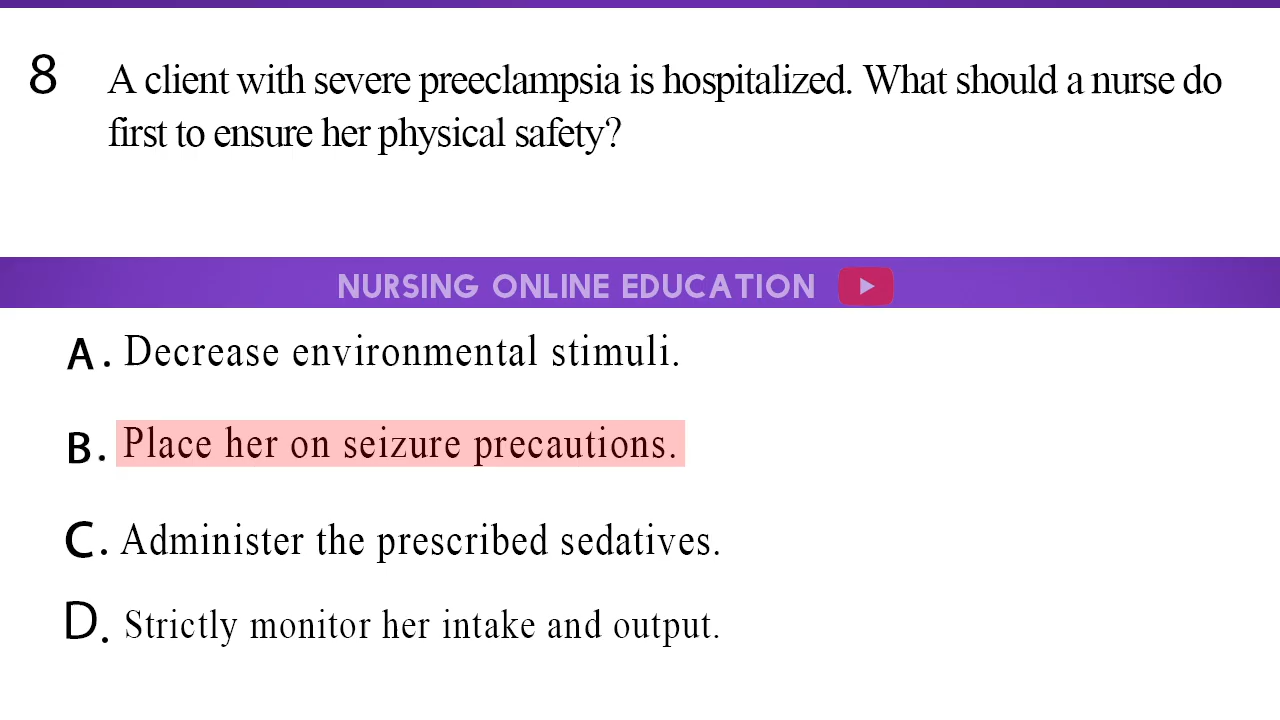 8 A client with severe preeclampsia is hospitalized. What should a nurse do
first to ensure her physical safety?
NURSING ONLINE EDUCATION
A. Decrease environmental stimuli.
B. Place her on seizure precautions.
C. Administer the prescribed sedatives.
D. Strictly monitor her intake and output.